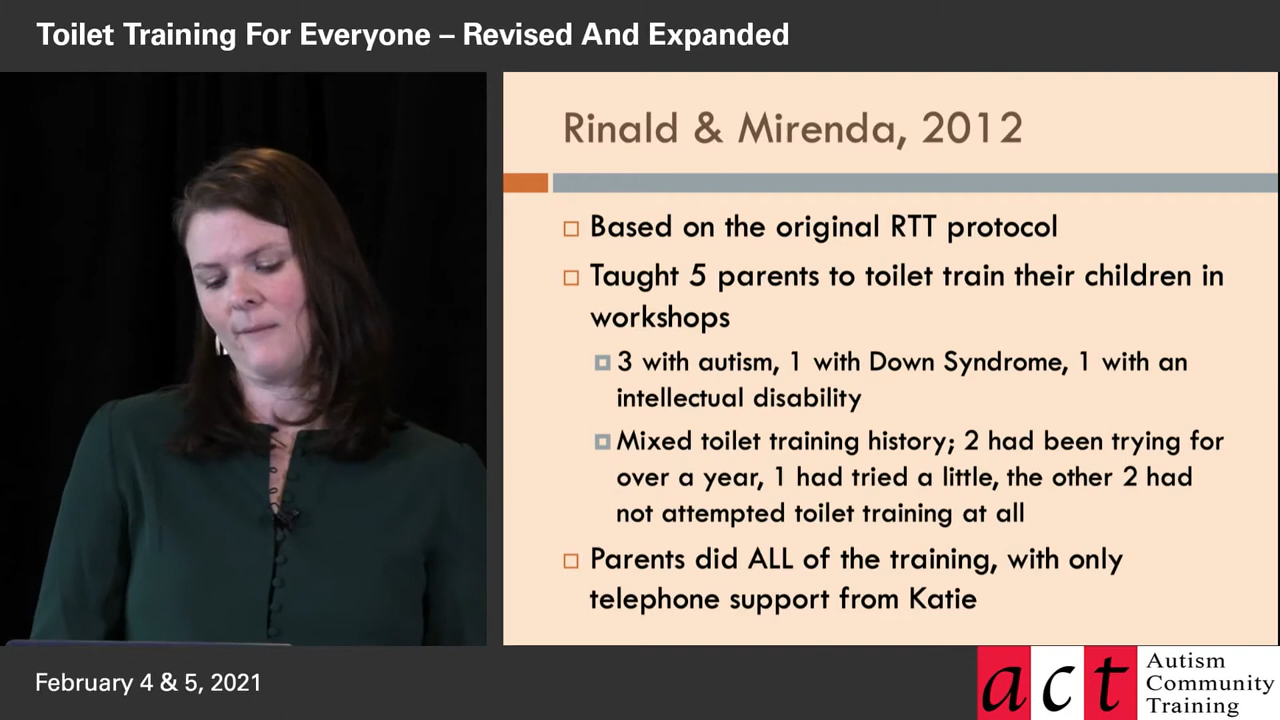 Toilet Training For Everyone – Revised And Expanded
Rinald & Mirenda, 2012
Based on the original RTT protocol
Taught 5 parents to toilet train their children in
workshops
3 with autism, 1 with Down Syndrome, 1 with an
intellectual disability
Mixed toilet training history; 2 had been trying for
over a year, 1 had tried a little, the other 2 had
not attempted toilet training at all
Parents did ALL of the training, with only
telephone support from Katie
February 4 & 5, 2021
act
Autism
Community
Training